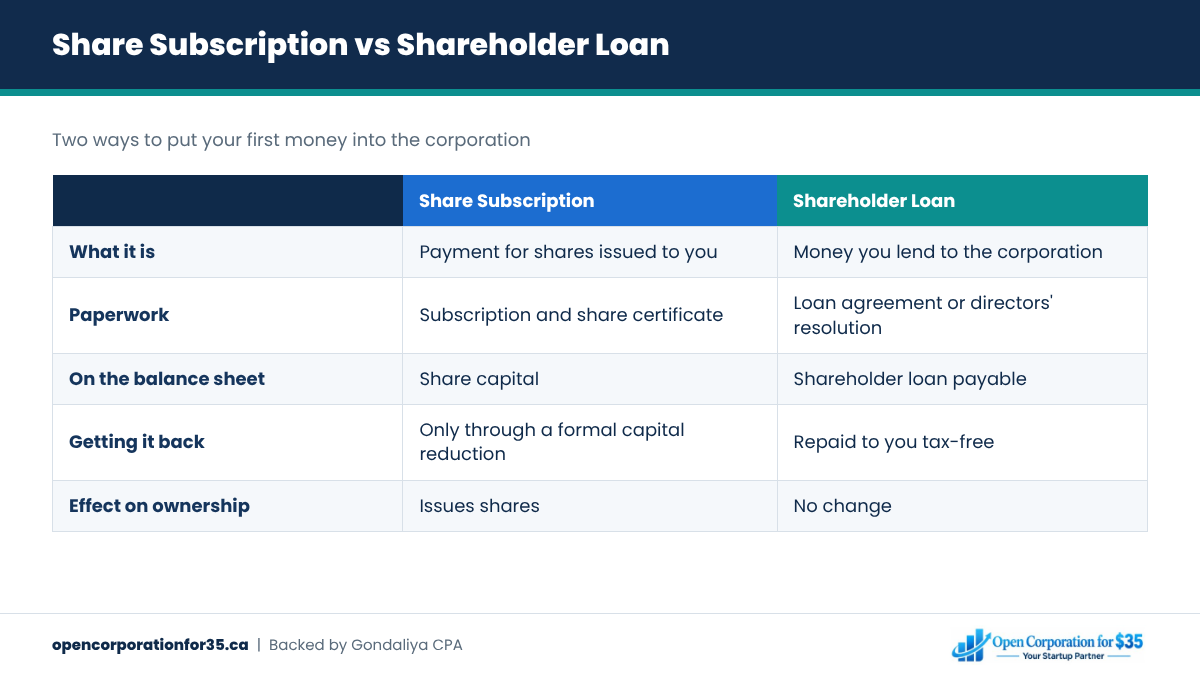 Share Subscription vs Shareholder Loan
Two ways to put your first money into the corporation
Share Subscription
Shareholder Loan
What it is
Payment for shares issued to you
Money you lend to the corporation
Paperwork
Subscription and share certificate
Loan agreement or directors'
resolution
On the balance sheet
Share capital
Shareholder loan payable
Getting it back
Only through a formal capital
reduction
Repaid to you tax-free
Effect on ownership
Issues shares
No change
opencorporationfor35.ca | Backed by Gondaliya CPA
Open Corporation for $35
Your Startup Partner